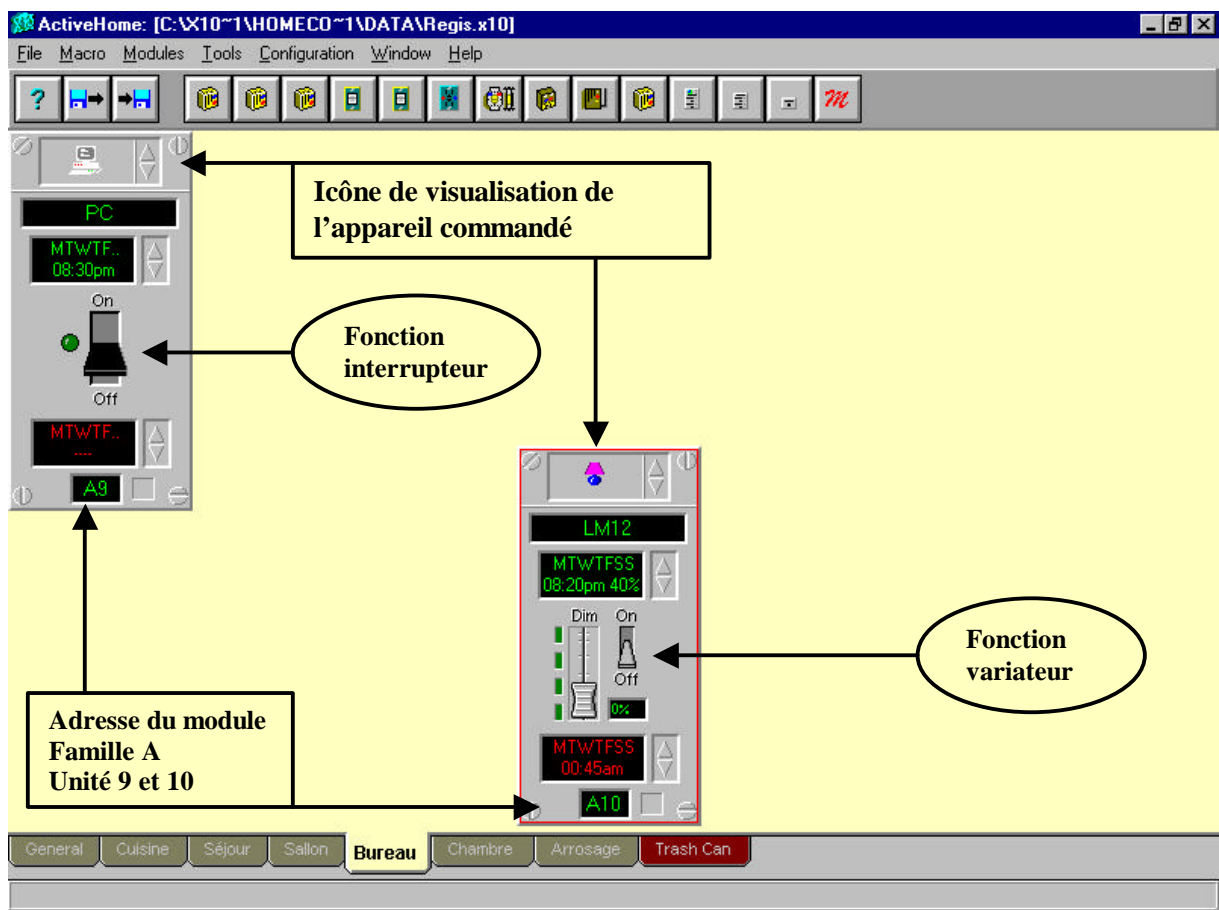 ActiveHome: [C:\X10~1\HOMECO~1\DATA\Regis.x10]
File Macro Modules Tools Configuration Window Help
?
Icône de visualisation de
l’appareil commandé
PC
MTWTF..
08:30pm
On
Off
MTWTF..
----
A9
Fonction
interrupteur
LM12
MTWTFSS
08:20pm 40%
Dim On
Off
0%
MTWTFSS
00:45am
A10
Fonction
variateur
Adresse du module
Famille A
Unité 9 et 10
General Cuisine Séjour Sallon Bureau Chambre Arrosage Trash Can